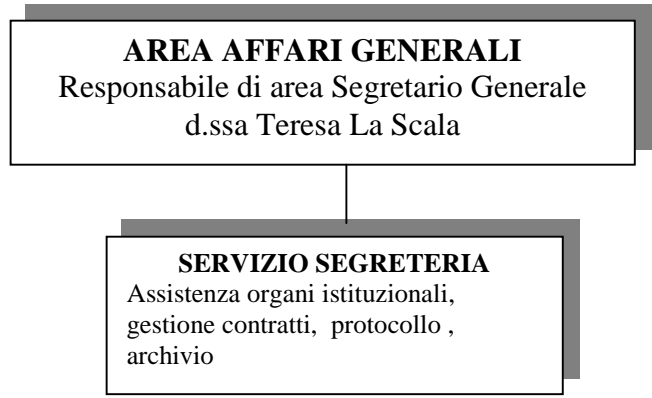 AREA AFFARI GENERALI
Responsabile di area Segretario Generale
d.ssa Teresa La Scala
SERVIZIO SEGRETERIA
Assistenza organi istituzionali,
gestione contratti, protocollo ,
archivio